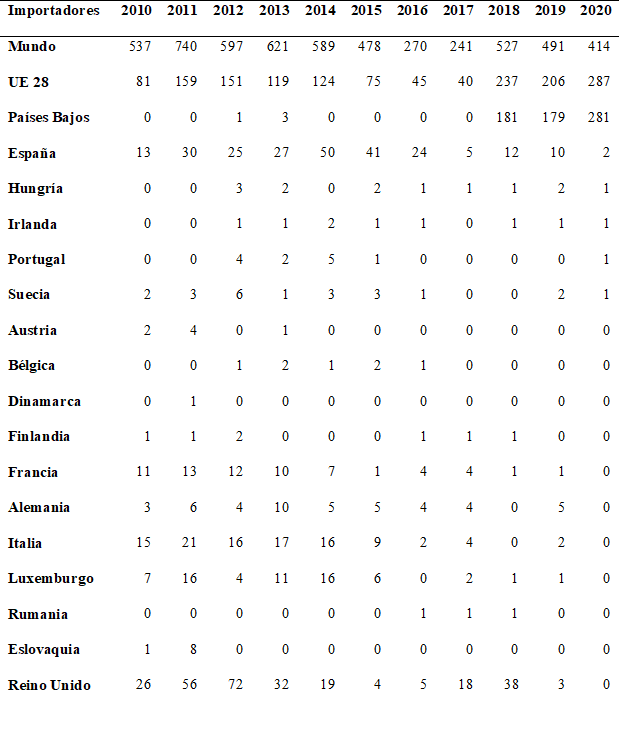 Importadores 2010 2011 2012 2013 2014 2015 2016 2017 2018 2019 2020
Mundo 537 740 597 621 589 478 270 241 527 491 414
UE 28 81 159 151 119 124 75 45 40 237 206 287
Países Bajos 0 0 1 3 0 0 0 0 181 179 281
España 13 30 25 27 50 41 24 5 12 10 2
Hungría 0 0 3 2 0 2 1 1 1 2 1
Irlanda 0 0 1 1 2 1 1 0 1 1 1
Portugal 0 0 4 2 5 1 0 0 0 0 1
Suecia 2 3 6 1 3 3 1 0 0 2 1
Austria 2 4 0 1 0 0 0 0 0 0 0
Bélgica 0 0 1 2 1 2 1 0 0 0 0
Dinamarca 0 1 0 0 0 0 0 0 0 0 0
Finlandia 1 1 2 0 0 0 1 1 1 0 0
Francia 11 13 12 10 7 1 4 4 1 1 0
Alemania 3 6 4 10 5 5 4 4 0 5 0
Italia 15 21 16 17 16 9 2 4 0 2 0
Luxemburgo 7 16 4 11 16 6 0 2 1 1 0
Rumania 0 0 0 0 0 0 1 1 1 0 0
Eslovaquia 1 8 0 0 0 0 0 0 0 0 0
Reino Unido 26 56 72 32 19 4 5 18 38 3 0